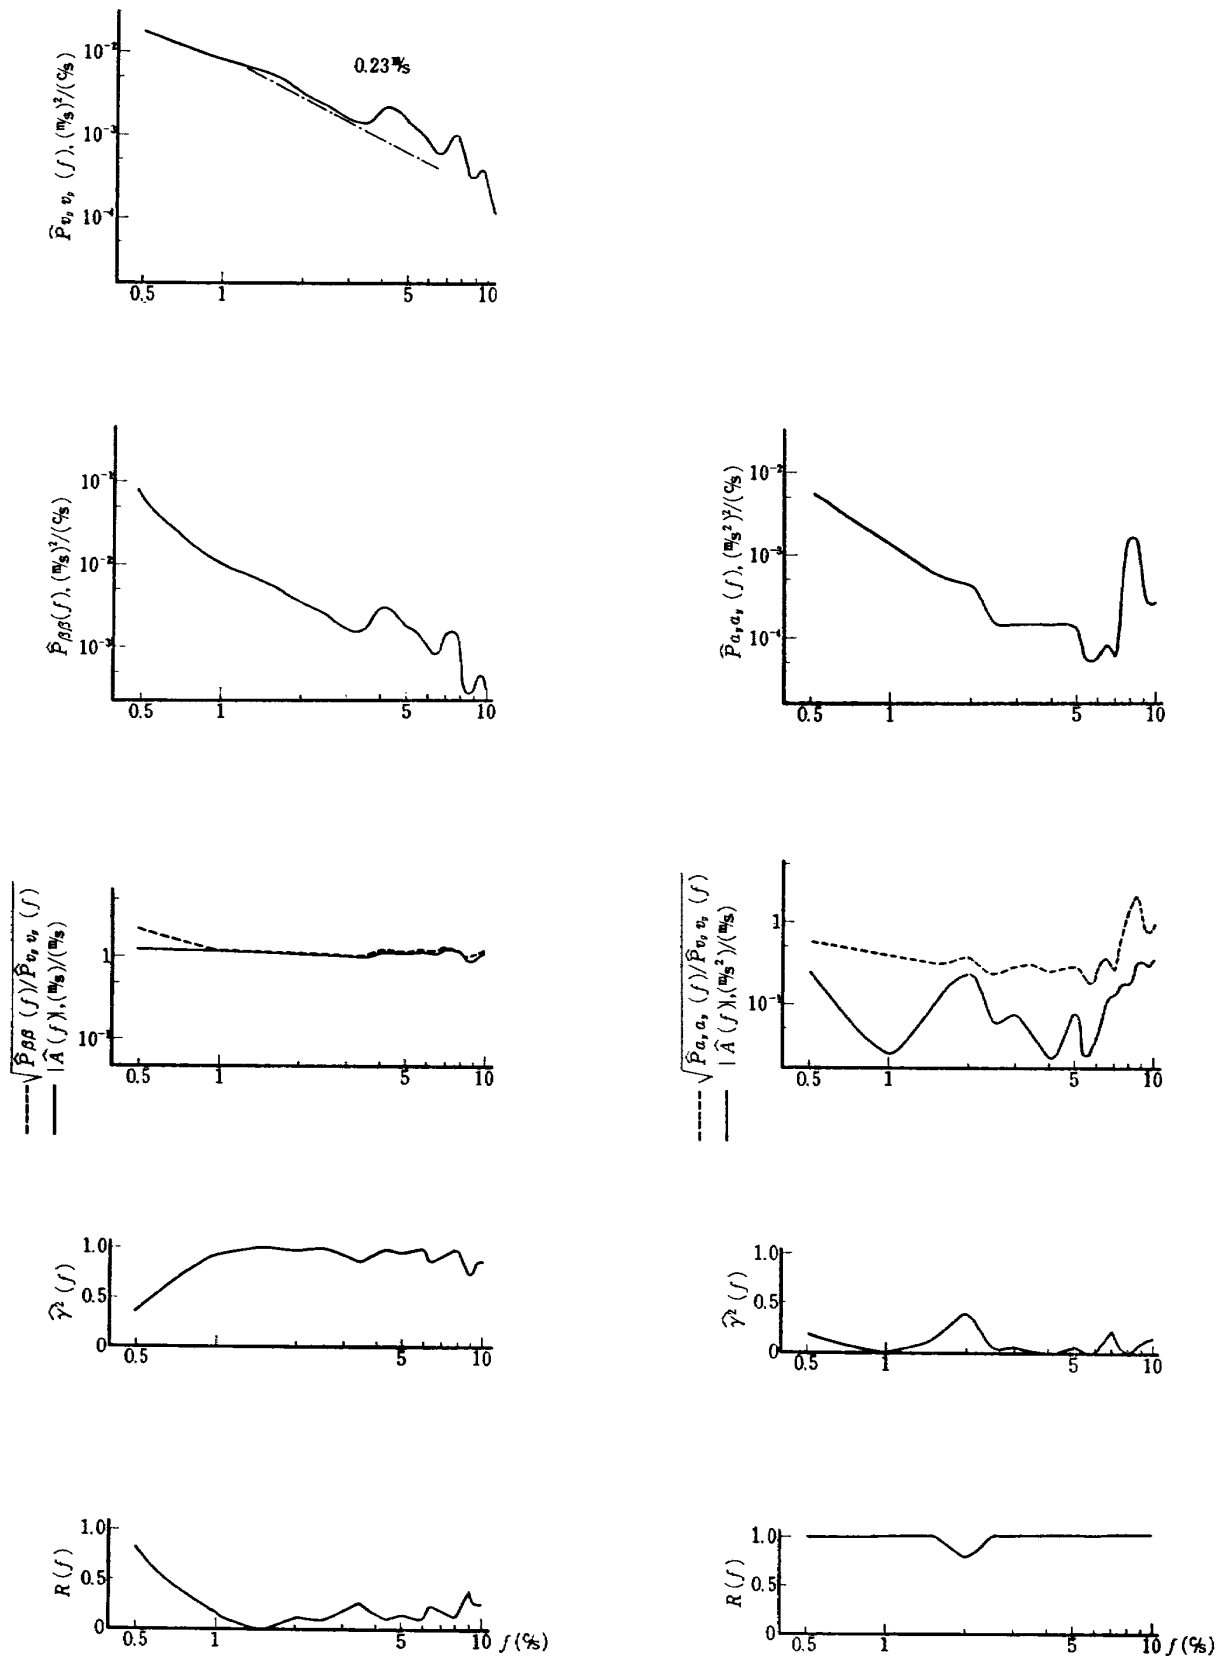 P̂v,v, (f), (m/s)²/(c/s)
10⁻²
10⁻³
10⁻⁴
0.23 m/s
0.5 1 5 10
P̂ββ(f), (m/s)²/(c/s)
10⁻¹
10⁻²
10⁻³
0.5 1 5 10
P̂a,a, (f), (m/s²)²/(c/s)
10⁻²
10⁻³
10⁻⁴
0.5 1 5 10
√P̂ββ (f)/P̂v,v, (f)
|Â (f)|, (m/s)/(m/s)
1
10⁻¹
0.5 1 5 10
√P̂a,a, (f)/P̂v,v, (f)
|Â (f)|, (m/s²)/(m/s)
1
10⁻¹
0.5 1 5 10
γ̂² (f)
1.0
0.5
0
0.5 1 5 10
γ̂² (f)
1.0
0.5
0
0.5 1 5 10
R (f)
1.0
0.5
0
0.5 1 5 10 f (c/s)
R (f)
1.0
0.5
0
0.5 1 5 10 f (c/s)